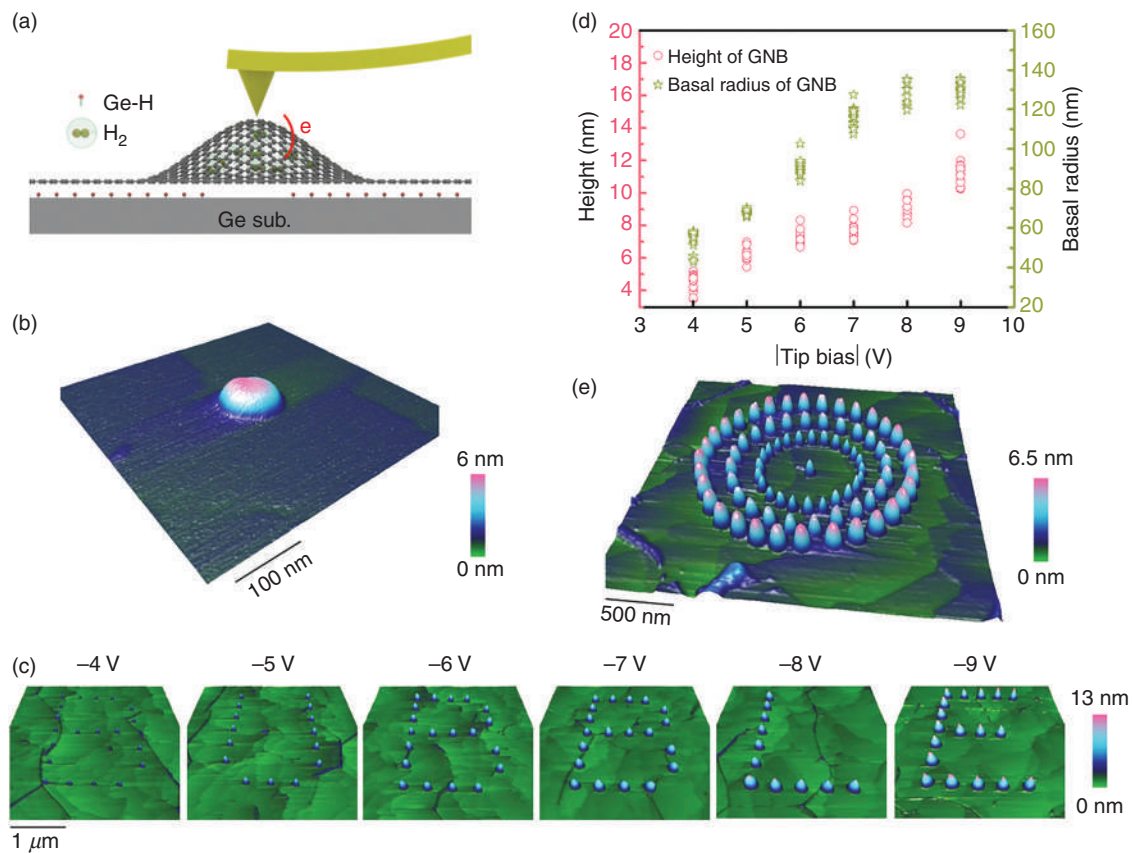 (a)
Ge-H
H2
e
Ge sub.
(b)
6 nm
0 nm
100 nm
(d)
Height of GNB
Basal radius of GNB
Height (nm)
20
18
16
14
12
10
8
6
4
Basal radius (nm)
160
140
120
100
80
60
40
20
3 4 5 6 7 8 9 10
|Tip bias| (V)
(e)
6.5 nm
0 nm
500 nm
(c)
–4 V –5 V –6 V –7 V –8 V –9 V
13 nm
0 nm
1 μm